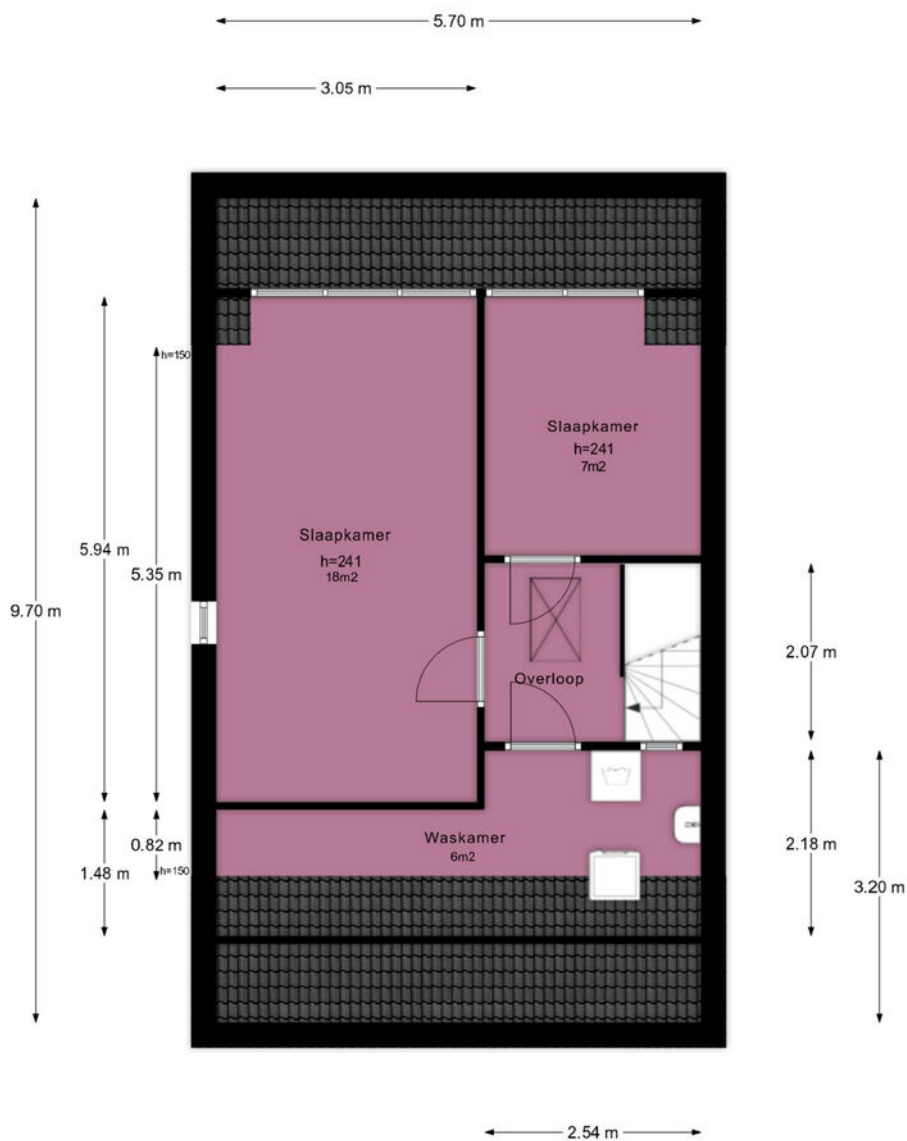 5.70 m
3.05 m
h=150
Slaapkamer
h=241
7m2
Slaapkamer
h=241
18m2
5.94 m
5.35 m
9.70 m
2.07 m
Overloop
Waskamer
6m2
0.82 m
1.48 m
h=150
2.18 m
3.20 m
2.54 m